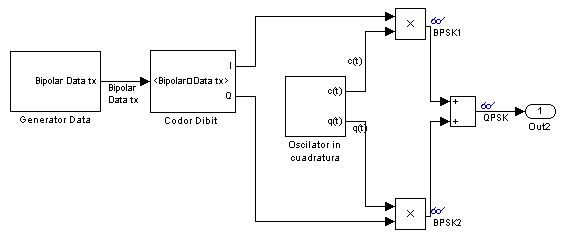 BPSK1
I
c(t)
Bipolar Data tx
<Bipolar□Data tx>
Bipolar
Data tx
c(t)
Q
+
+
QPSK
1
Generator Data
Codor Dibit
q(t)
q(t)
Out2
Oscilator in
cuadratura
×
×
BPSK2